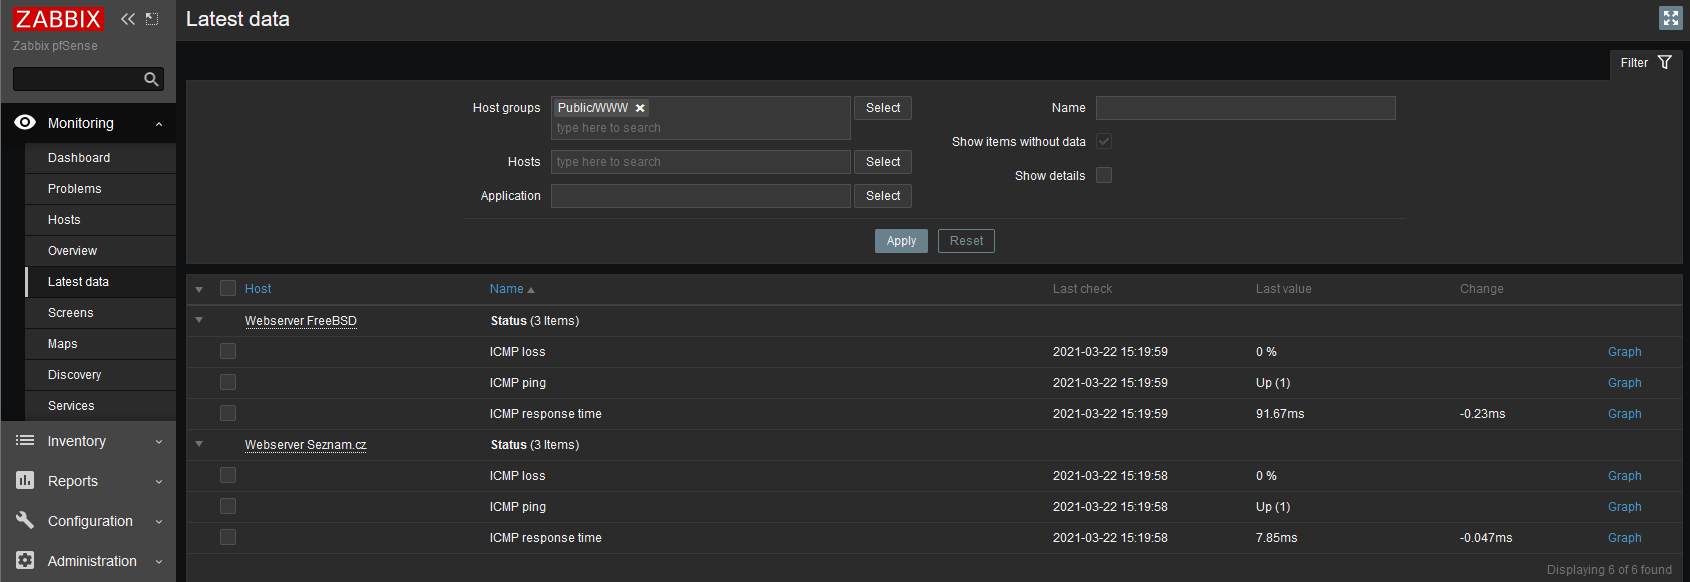 ZABBIX
Zabbix pfSense
Monitoring
Dashboard
Problems
Hosts
Overview
Latest data
Screens
Maps
Discovery
Services
Inventory
Reports
Configuration
Administration
Latest data
Filter
Host groups Public/WWW Select
type here to search
Hosts type here to search Select
Application Select
Name
Show items without data
Show details
Apply Reset
Host Name Last check Last value Change
Webserver FreeBSD Status (3 Items)
ICMP loss 2021-03-22 15:19:59 0 % Graph
ICMP ping 2021-03-22 15:19:59 Up (1) Graph
ICMP response time 2021-03-22 15:19:59 91.67ms -0.23ms Graph
Webserver Seznam.cz Status (3 Items)
ICMP loss 2021-03-22 15:19:58 0 % Graph
ICMP ping 2021-03-22 15:19:58 Up (1) Graph
ICMP response time 2021-03-22 15:19:58 7.85ms -0.047ms Graph
Displaying 6 of 6 found